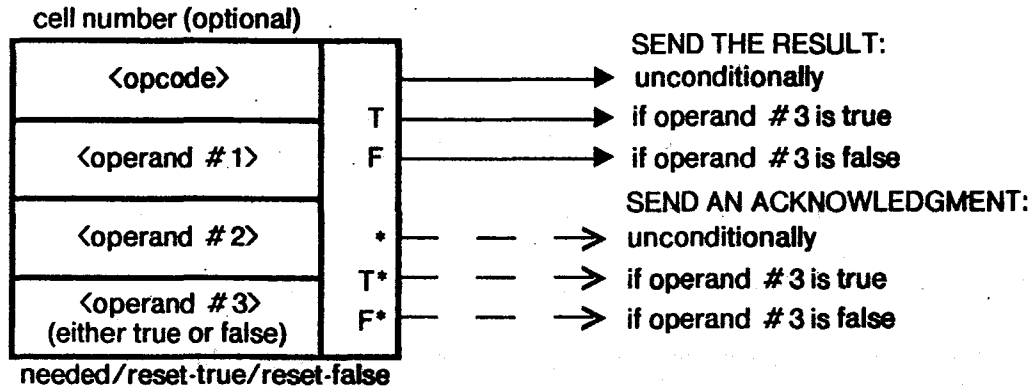 cell number (optional)
<opcode>
<operand #1>
<operand #2>
<operand #3>
(either true or false)
T
F
*
T*
F*
needed/reset-true/reset-false
SEND THE RESULT:
unconditionally
if operand #3 is true
if operand #3 is false
SEND AN ACKNOWLEDGMENT:
unconditionally
if operand #3 is true
if operand #3 is false